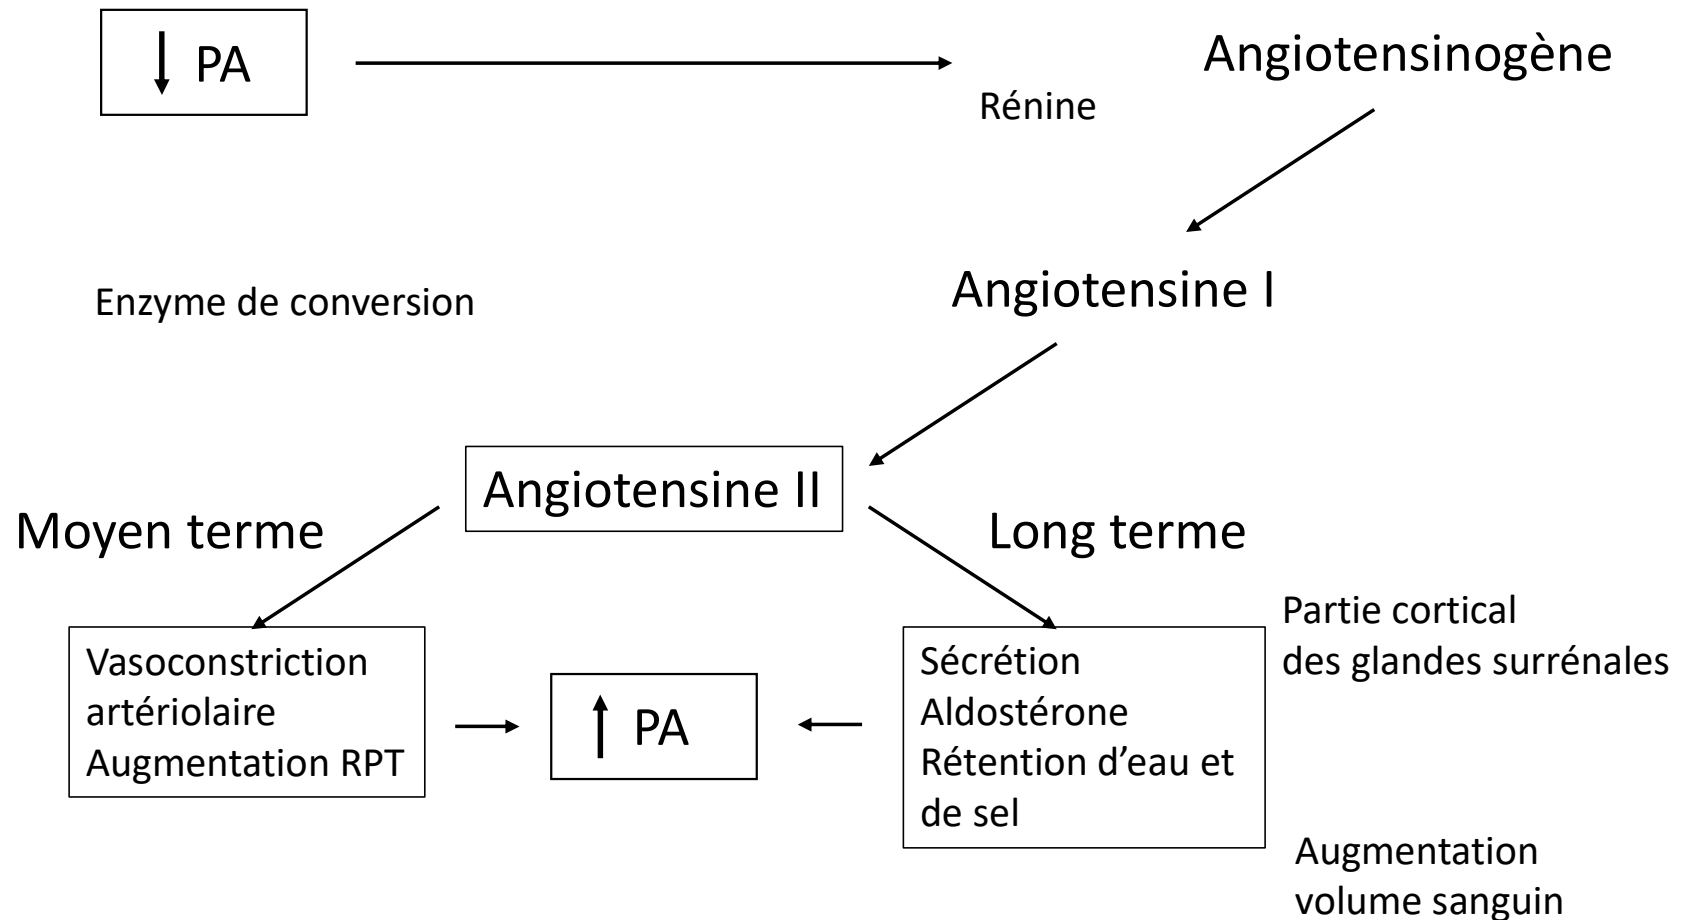 ↓ PA
Angiotensinogène
Rénine
Enzyme de conversion
Angiotensine I
Angiotensine II
Moyen terme
Long terme
Vasoconstriction
artériolaire
Augmentation RPT
↑ PA
Sécrétion
Aldostérone
Rétention d'eau et
de sel
Partie cortical
des glandes surrénales
Augmentation
volume sanguin